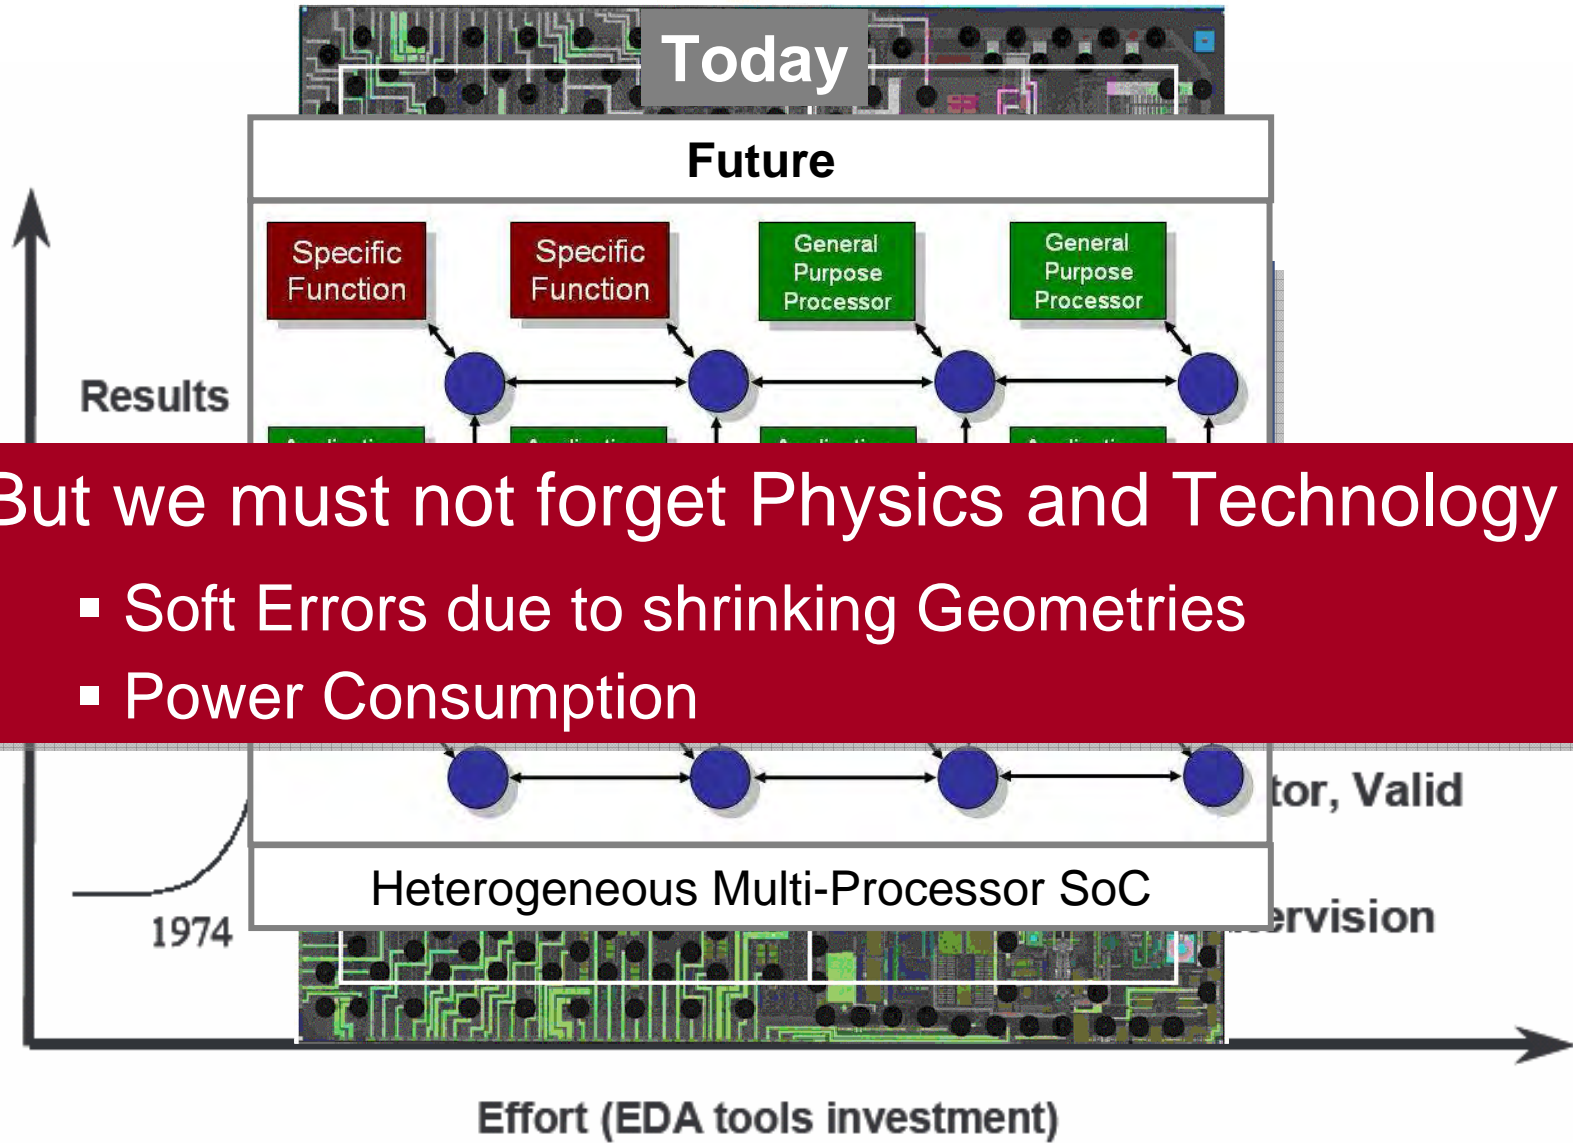 Today
Future
Specific
Function
Specific
Function
General
Purpose
Processor
General
Purpose
Processor
Results
But we must not forget Physics and Technology
▪ Soft Errors due to shrinking Geometries
▪ Power Consumption
tor, Valid
Heterogeneous Multi-Processor SoC
1974
ervision
Effort (EDA tools investment)